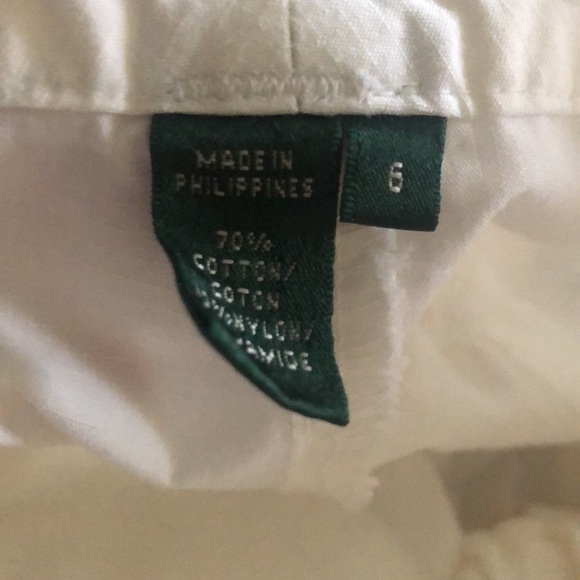 MADE IN
PHILIPPINES
6
70%
COTTON/
COTON
NYLON/